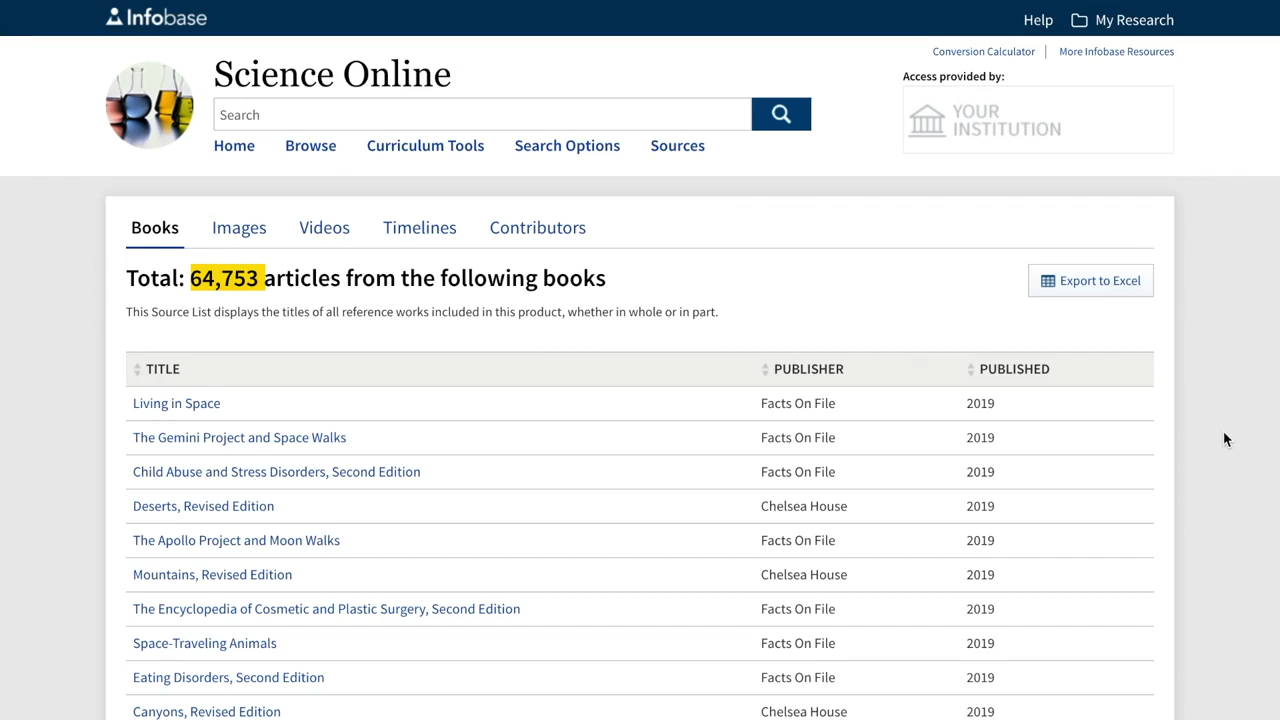 Infobase
Help My Research
Conversion Calculator More Infobase Resources
Science Online
Access provided by:
Search
YOUR
INSTITUTION
Home Browse Curriculum Tools Search Options Sources
Books Images Videos Timelines Contributors
Total: 64,753 articles from the following books
Export to Excel
This Source List displays the titles of all reference works included in this product, whether in whole or in part.
TITLE PUBLISHER PUBLISHED
Living in Space Facts On File 2019
The Gemini Project and Space Walks Facts On File 2019
Child Abuse and Stress Disorders, Second Edition Facts On File 2019
Deserts, Revised Edition Chelsea House 2019
The Apollo Project and Moon Walks Facts On File 2019
Mountains, Revised Edition Chelsea House 2019
The Encyclopedia of Cosmetic and Plastic Surgery, Second Edition Facts On File 2019
Space-Traveling Animals Facts On File 2019
Eating Disorders, Second Edition Facts On File 2019
Canyons, Revised Edition Chelsea House 2019